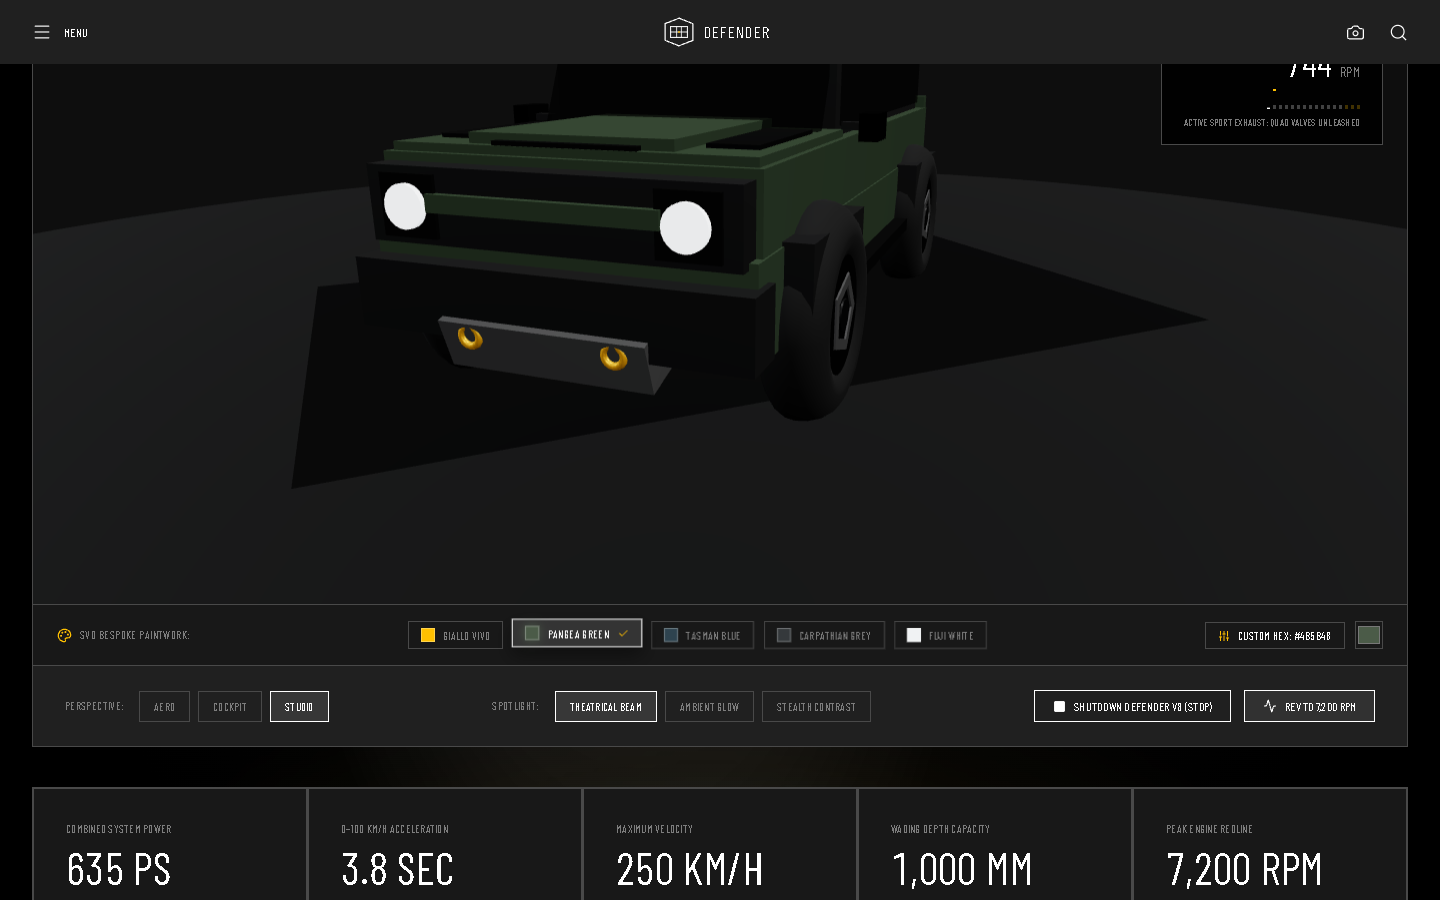 MENU
DEFENDER
744 RPM
ACTIVE SPORT EXHAUST: QUAD VALVES UNLEASHED
SVO BESPOKE PAINTWORK:
GIALLO VIVO
PANGEA GREEN
TASMAN BLUE
CARPATHIAN GREY
FUJI WHITE
CUSTOM HEX: #4B5B4B
PERSPECTIVE:
AERO
COCKPIT
STUDIO
SPOTLIGHT:
THEATRICAL BEAM
AMBIENT GLOW
STEALTH CONTRAST
SHUTDOWN DEFENDER V8 (STOP)
REV TO 7,200 RPM
COMBINED SYSTEM POWER
635 PS
0-100 KM/H ACCELERATION
3.8 SEC
MAXIMUM VELOCITY
250 KM/H
WADING DEPTH CAPACITY
1,000 MM
PEAK ENGINE REDLINE
7,200 RPM